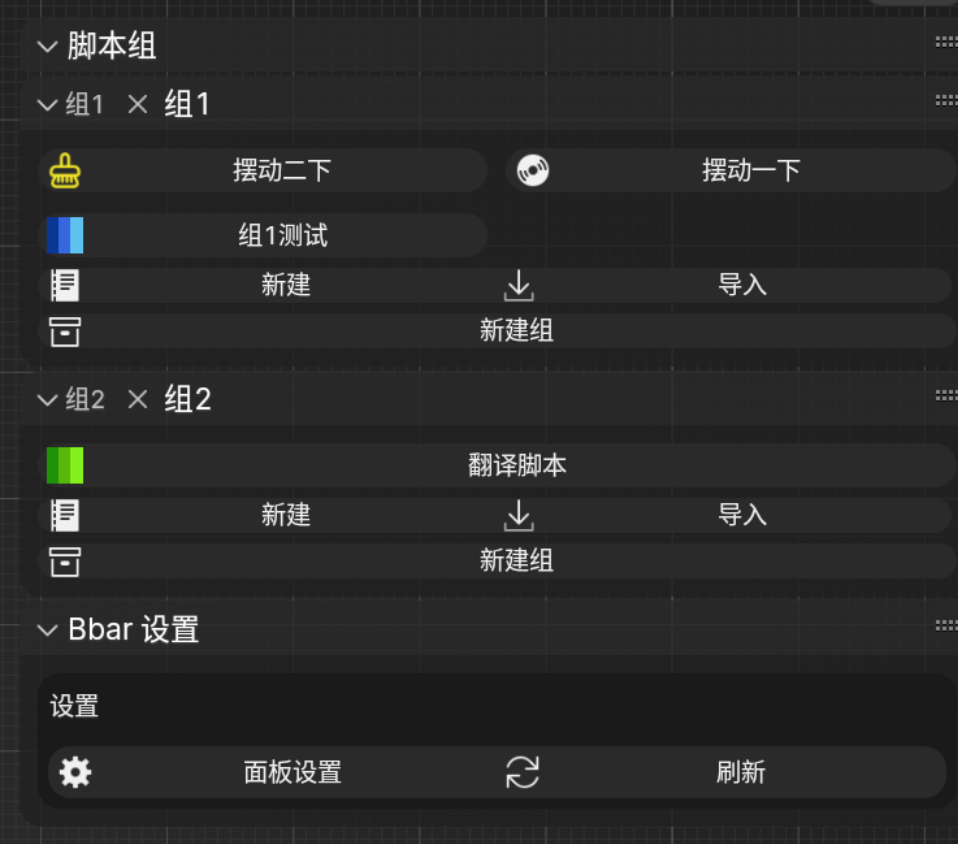 脚本组
组1 组1
摆动二下 摆动一下
组1测试
新建 导入
新建组
组2 组2
翻译脚本
新建 导入
新建组
Bbar 设置
设置
面板设置 刷新